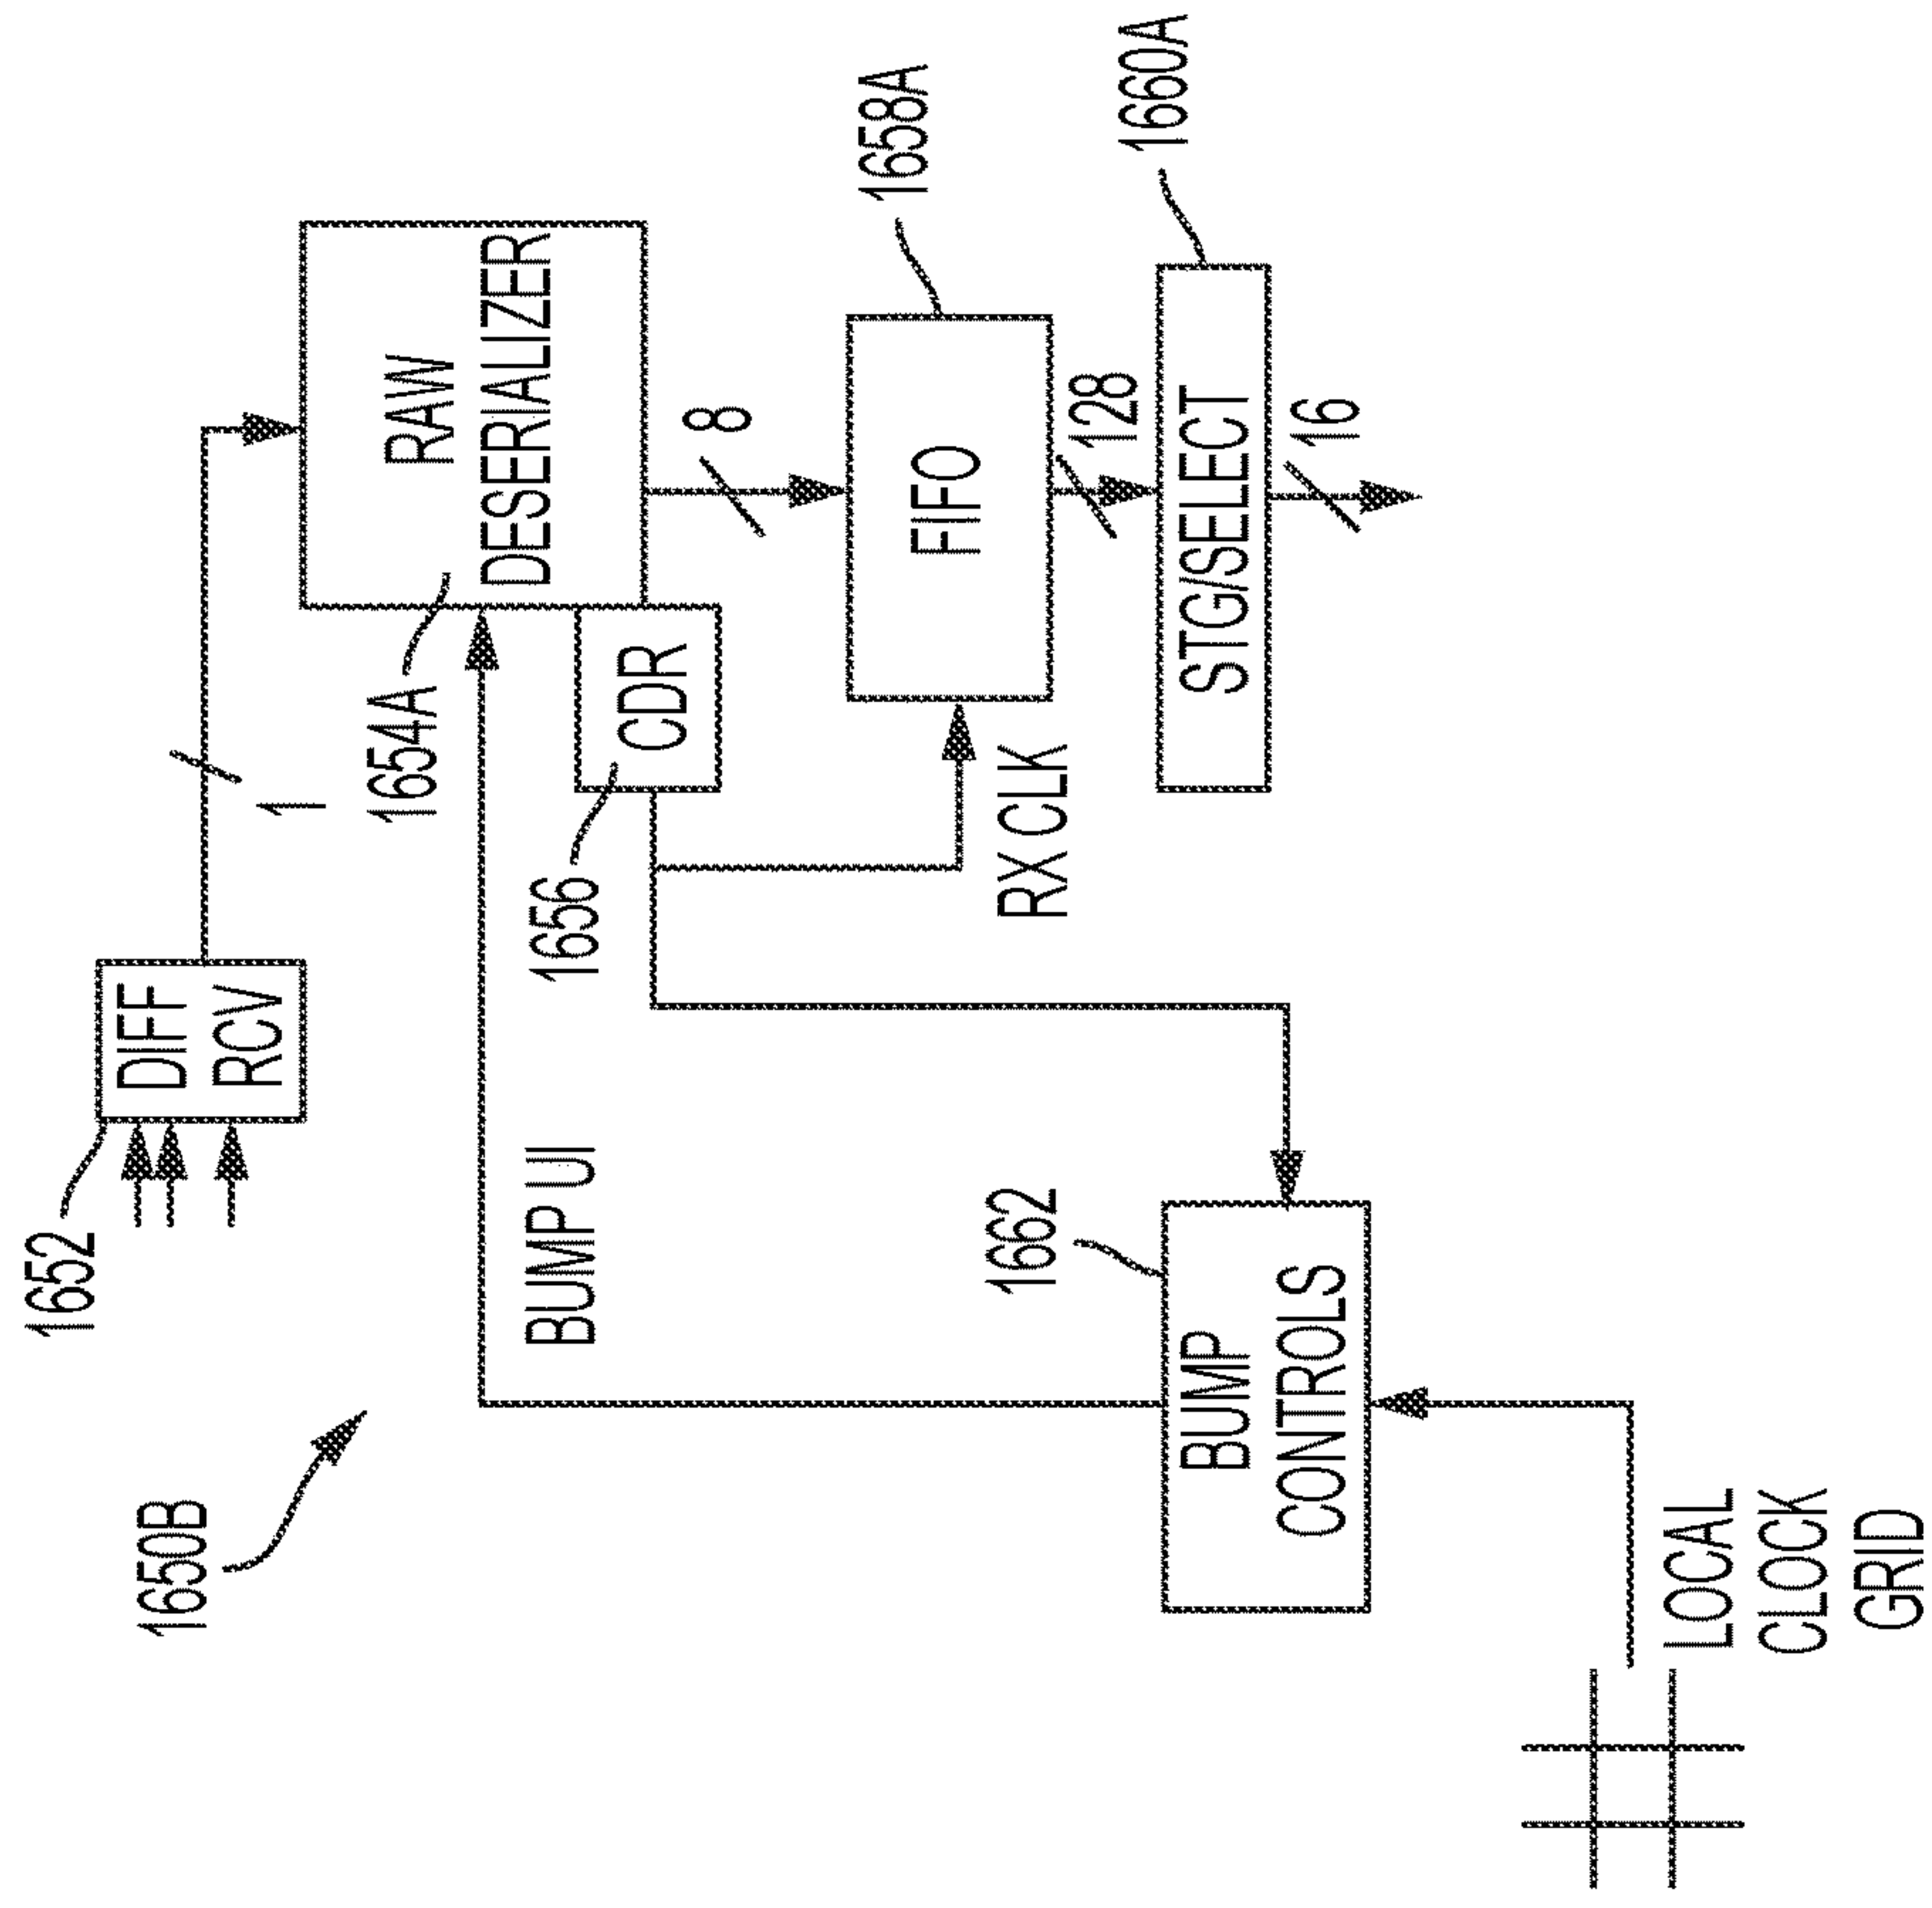 1650B
1652
DIFF
RCV
1
1654A
RAW
DESERIALIZER
1656
CDR
BUMP UI
8
1658A
FIFO
RX CLK
128
1660A
STG/SELECT
16
1662
BUMP
CONTROLS
LOCAL
CLOCK
GRID